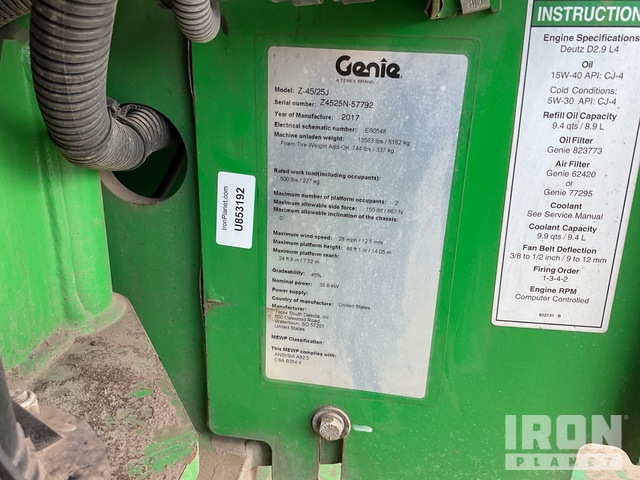 Genie
A TEREX BRAND
Model: Z-45/25J
Serial number: Z4525N-57792
Year of Manufacture: 2017
Electrical schematic number: ES0548
Machine unladen weight: 13583 lbs / 6162 kg
Foam Tire Weight Add-On: 744 lbs / 337 kg
Rated work load(including occupants):
500 lbs / 227 kg
Maximum number of platform occupants: 2
Maximum allowable side force: 150 lbf / 667 N
Maximum allowable inclination of the chassis:
0
Maximum wind speed: 28 mph / 12.5 m/s
Maximum platform height: 46 ft 1 in / 14.05 m
Maximum platform reach:
24 ft 8 in / 7.52 m
Gradeability: 45%
Nominal power: 35.8 kW
Power supply:
Country of manufacture: United States
Manufacturer:
Terex South Dakota, Inc
500 Oakwood Road
Watertown, SD 57201
United States
MEWP Classification:
This MEWP complies with:
ANSI/SIA A92.5
CSA B354.4
IronPlanet.com
U853192
INSTRUCTION
Engine Specifications
Deutz D2.9 L4
Oil
15W-40 API: CJ-4
Cold Conditions:
5W-30 API: CJ-4
Refill Oil Capacity
9.4 qts / 8.9 L
Oil Filter
Genie 823773
Air Filter
Genie 62420
or
Genie 77295
Coolant
See Service Manual
Coolant Capacity
9.9 qts / 9.4 L
Fan Belt Deflection
3/8 to 1/2 inch / 9 to 12 mm
Firing Order
1-3-4-2
Engine RPM
Computer Controlled
822131 B
IRON
PLANET